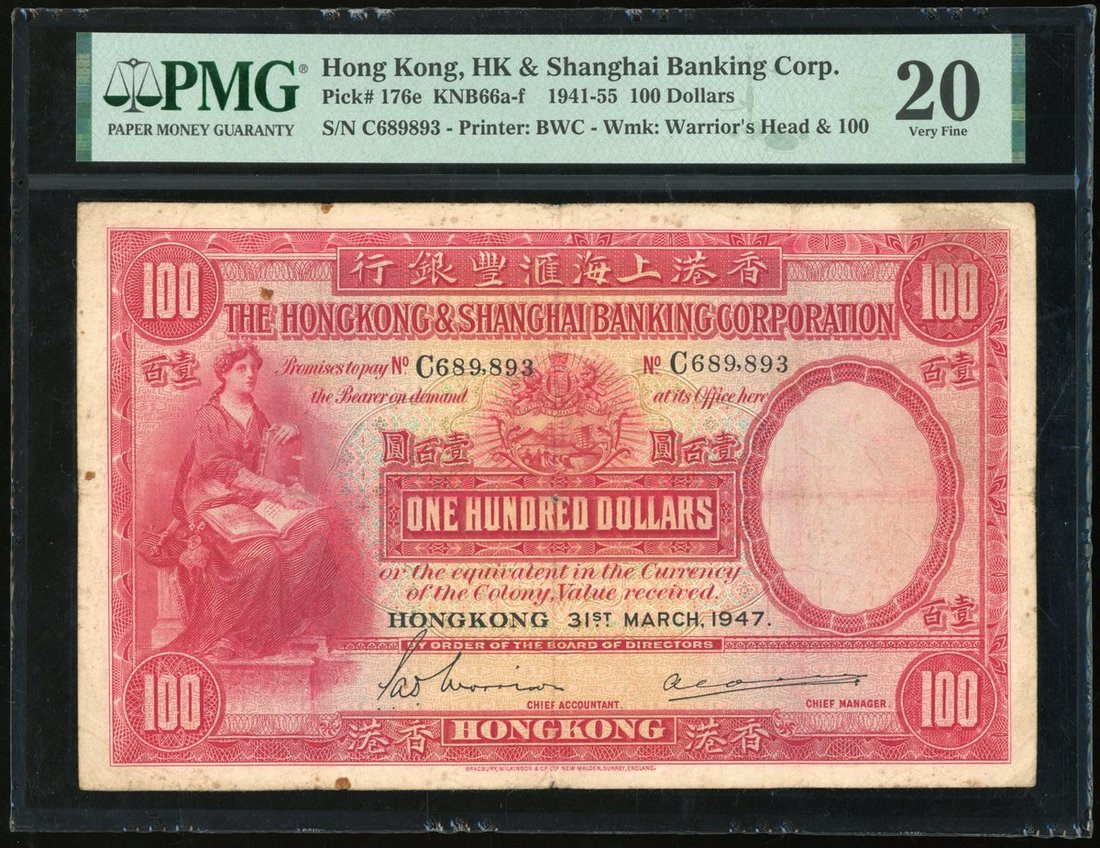 PMG®
PAPER MONEY GUARANTY
Hong Kong, HK & Shanghai Banking Corp.
Pick# 176e KNB66a-f 1941-55 100 Dollars
S/N C689893 - Printer: BWC - Wmk: Warrior's Head & 100
20
Very Fine
100
行銀豐滙海上港香
100
THE HONGKONG & SHANGHAI BANKING CORPORATION
Promises to pay No C689,893 No C689,893
the Bearer on demand at its Office here
百壹
百壹
圓百壹
圓百壹
ONE HUNDRED DOLLARS
or the equivalent in the Currency
of the Colony, Value received.
百壹
HONGKONG 31ST MARCH, 1947.
BY ORDER OF THE BOARD OF DIRECTORS
CHIEF ACCOUNTANT.
CHIEF MANAGER.
100
港香
HONGKONG
港香
100
BRADBURY, WILKINSON & Co LTD NEW MALDEN, SURREY, ENGLAND.